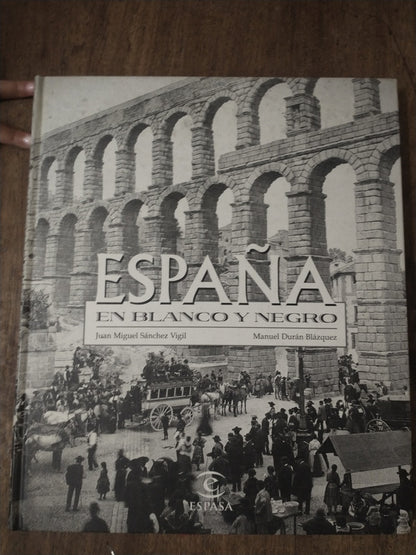 ESPAÑA
EN BLANCO Y NEGRO
Juan Miguel Sánchez Vigil Manuel Durán Blázquez
ESPASA